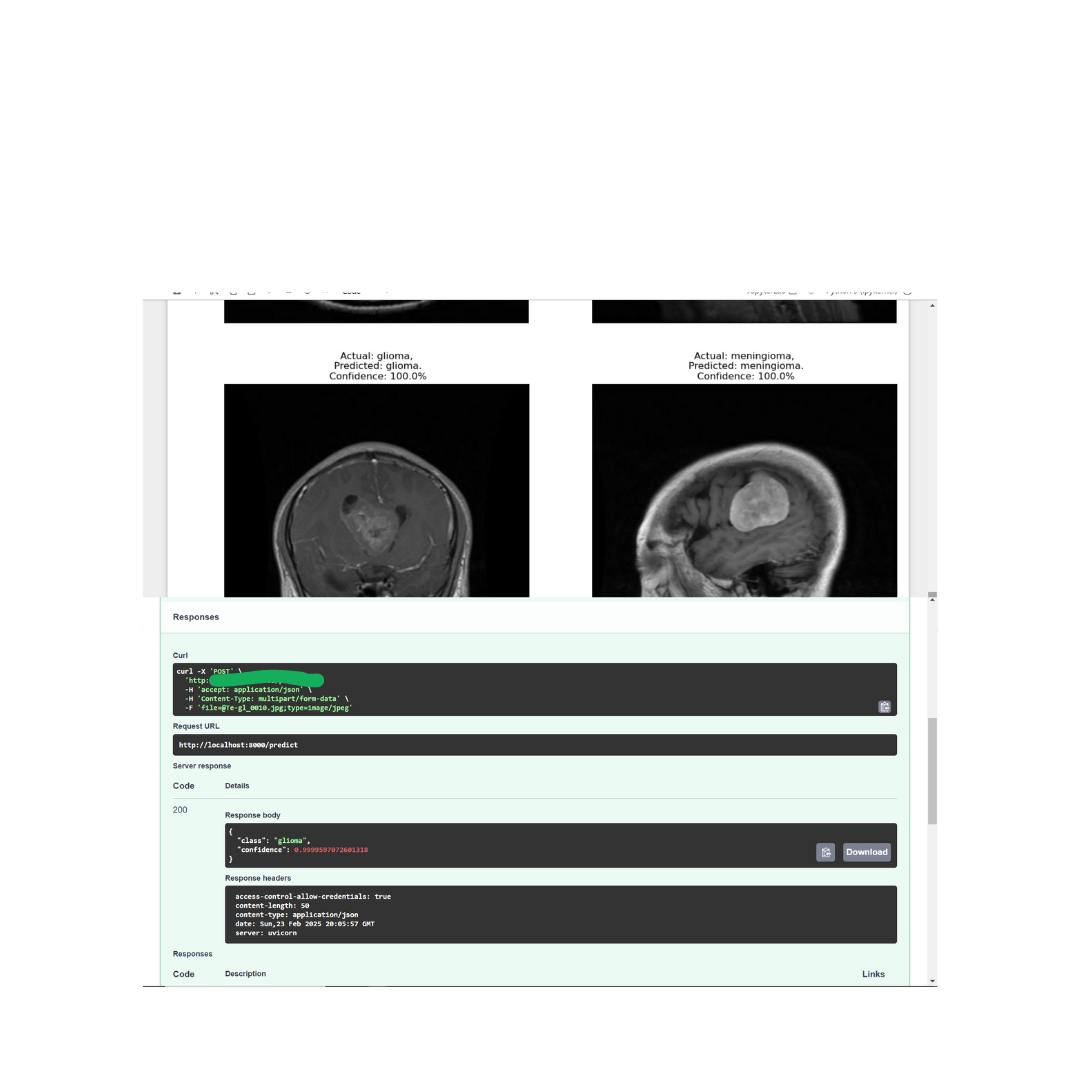 Actual: glioma,
Predicted: glioma.
Confidence: 100.0%
Actual: meningioma,
Predicted: meningioma.
Confidence: 100.0%
Responses
Curl
curl -X 'POST' \
'http:
-H 'accept: application/json' \
-H 'Content-Type: multipart/form-data' \
-F 'file=@Te-gl_0010.jpg;type=image/jpeg'
Request URL
http://localhost:8000/predict
Server response
Code Details
200
Response body
{
"class": "glioma",
"confidence": 0.9999597072601318
}
Download
Response headers
access-control-allow-credentials: true
content-length: 50
content-type: application/json
date: Sun,23 Feb 2025 20:05:57 GMT
server: uvicorn
Responses
Code Description Links